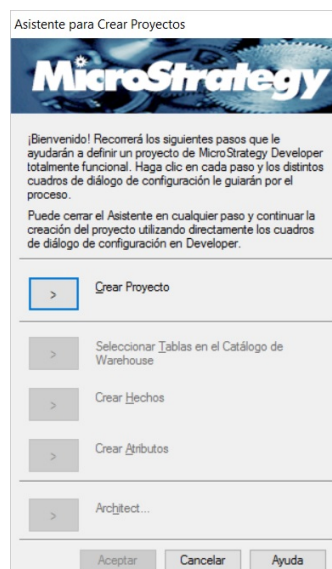 Asistente para Crear Proyectos
MicroStrategy
¡Bienvenido! Recorrerá los siguientes pasos que le
ayudarán a definir un proyecto de MicroStrategy Developer
totalmente funcional. Haga clic en cada paso y los distintos
cuadros de diálogo de configuración le guiarán por el
proceso.
Puede cerrar el Asistente en cualquier paso y continuar la
creación del proyecto utilizando directamente los cuadros
de diálogo de configuración en Developer.
> Crear Proyecto
> Seleccionar Tablas en el Catálogo de
Warehouse
> Crear Hechos
> Crear Atributos
> Architect...
Aceptar Cancelar Ayuda